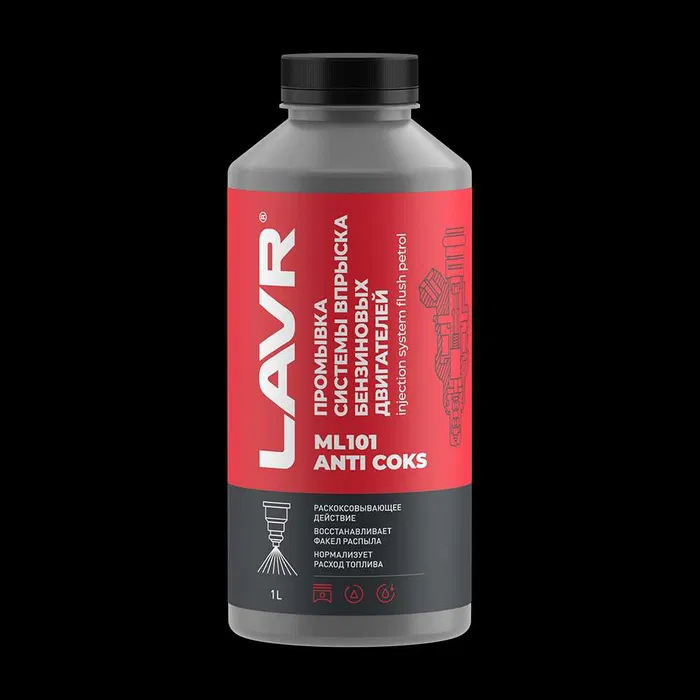 LAVR®
ПРОМЫВКА
СИСТЕМЫ ВПРЫСКА
БЕНЗИНОВЫХ
ДВИГАТЕЛЕЙ
injection system flush petrol
ML101
ANTI COKS
РАСКОКСОВЫВАЮЩЕЕ
ДЕЙСТВИЕ
ВОССТАНАВЛИВАЕТ
ФАКЕЛ РАСПЫЛА
НОРМАЛИЗУЕТ
РАСХОД ТОПЛИВА
1L